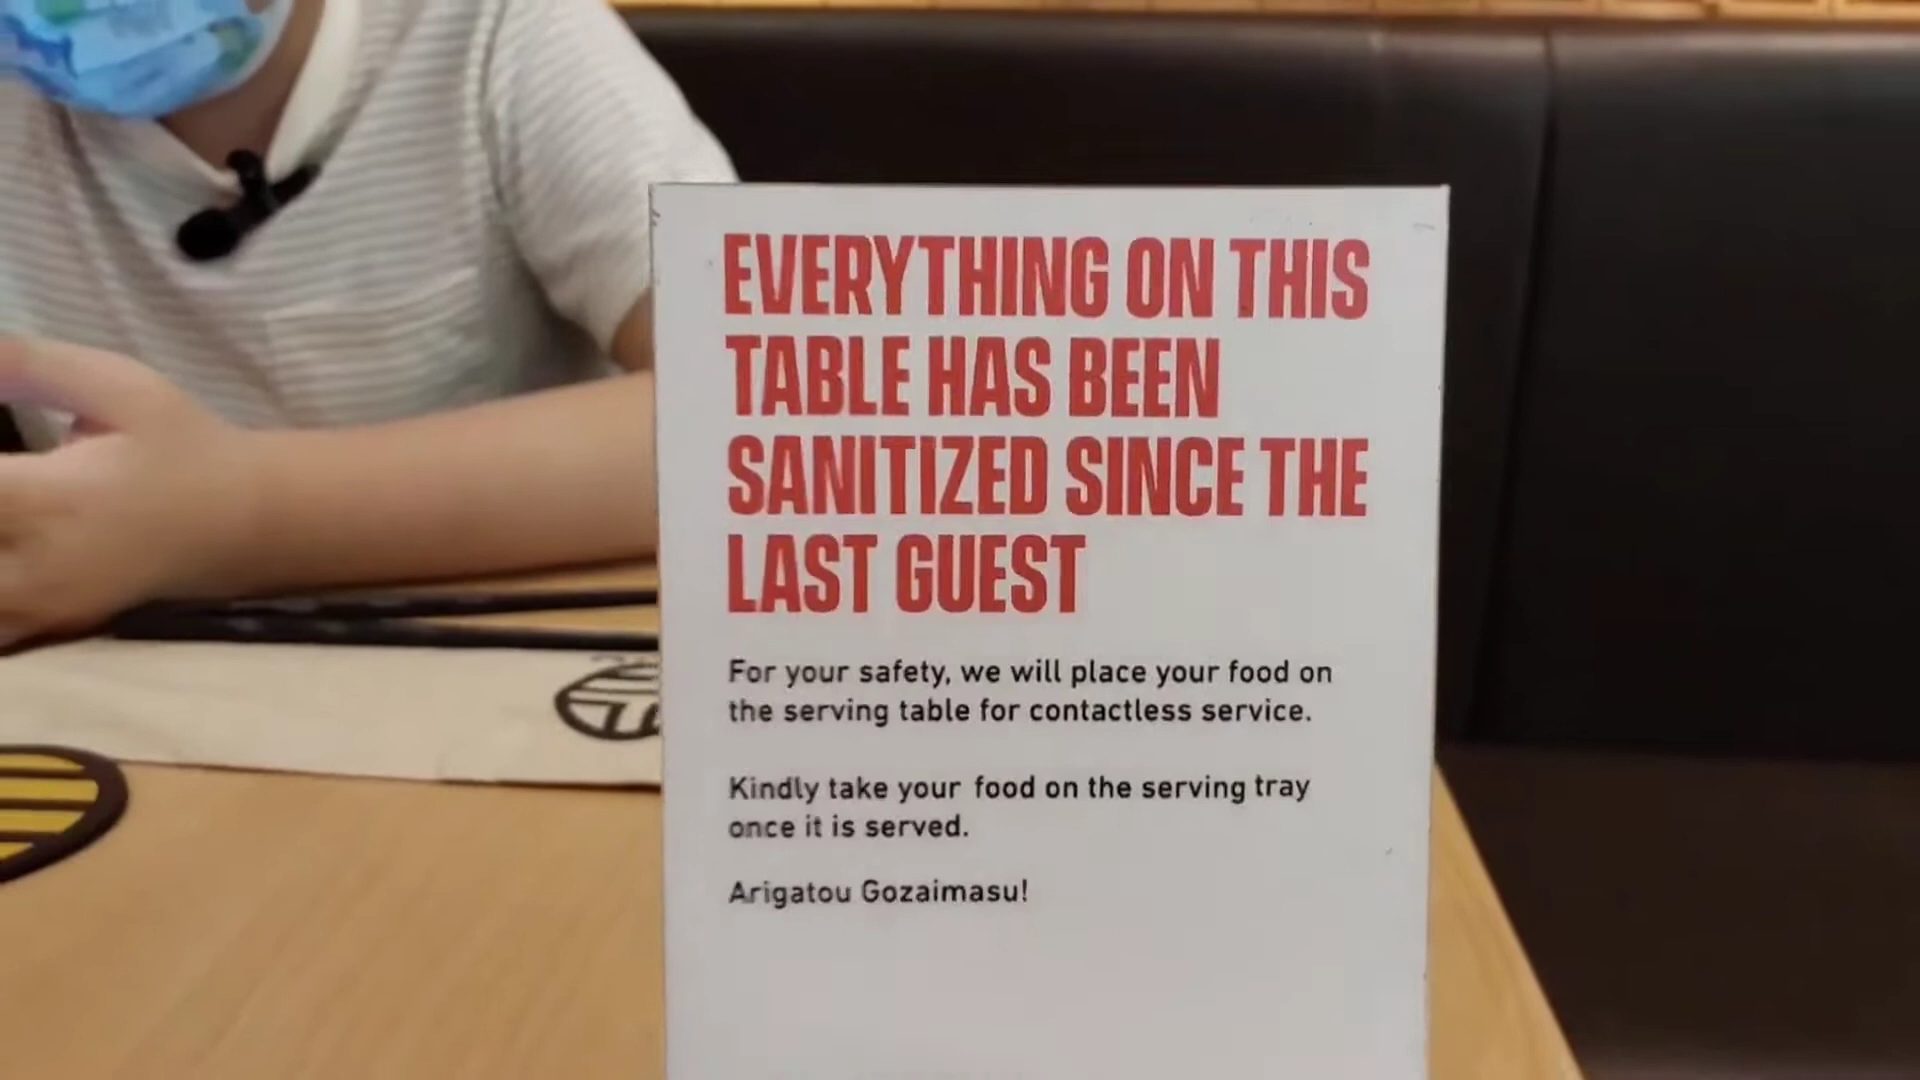 EVERYTHING ON THIS
TABLE HAS BEEN
SANITIZED SINCE THE
LAST GUEST
For your safety, we will place your food on
the serving table for contactless service.
Kindly take your food on the serving tray
once it is served.
Arigatou Gozaimasu!